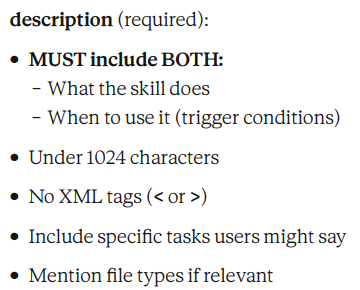 description (required):
• MUST include BOTH:
– What the skill does
– When to use it (trigger conditions)
• Under 1024 characters
• No XML tags (< or >)
• Include specific tasks users might say
• Mention file types if relevant